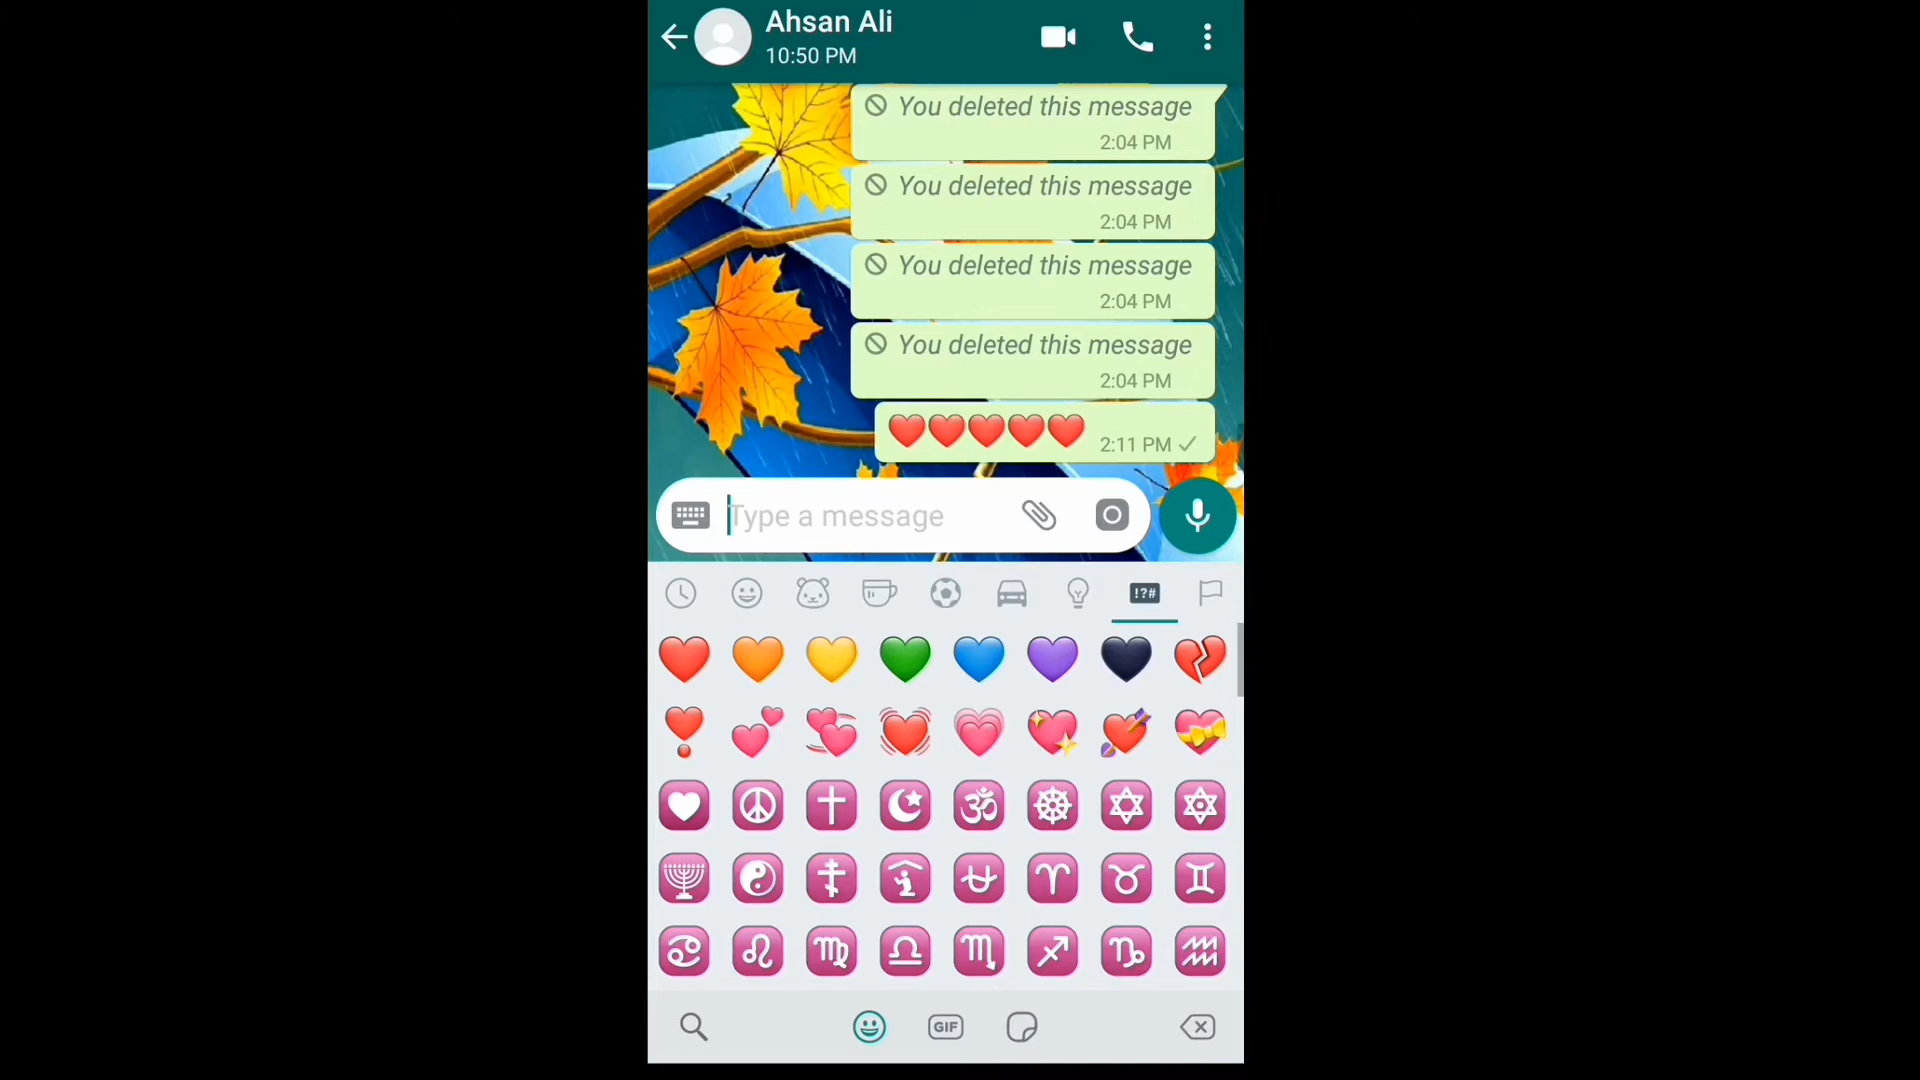 Ahsan Ali
10:50 PM
You deleted this message
2:04 PM
You deleted this message
2:04 PM
You deleted this message
2:04 PM
You deleted this message
2:04 PM
❤️❤️❤️❤️❤️ 2:11 PM
Type a message
!?#
GIF